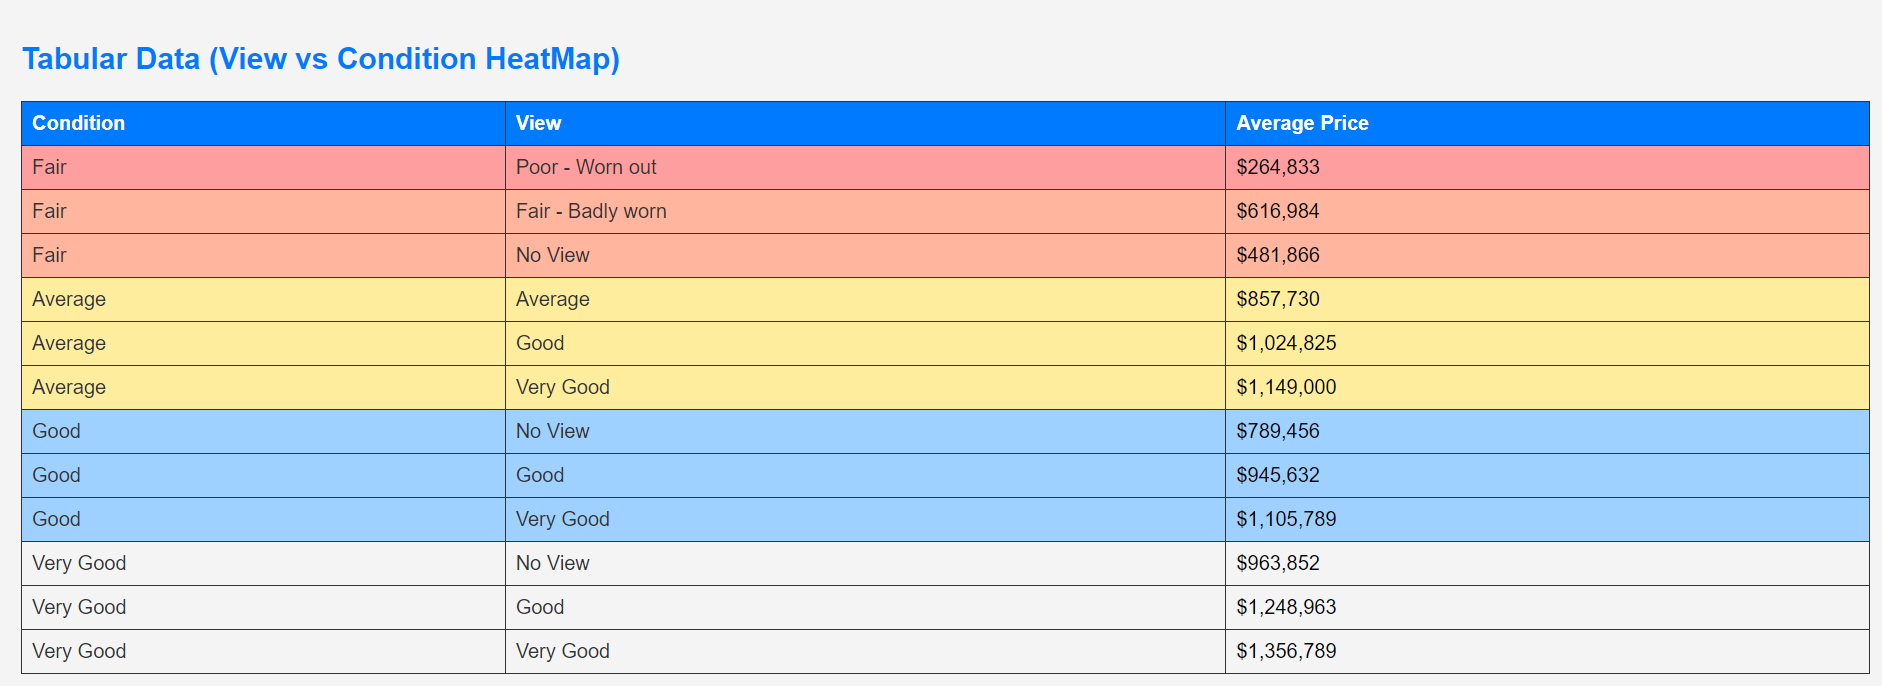 Tabular Data (View vs Condition HeatMap)
Condition View Average Price
Fair Poor - Worn out $264,833
Fair Fair - Badly worn $616,984
Fair No View $481,866
Average Average $857,730
Average Good $1,024,825
Average Very Good $1,149,000
Good No View $789,456
Good Good $945,632
Good Very Good $1,105,789
Very Good No View $963,852
Very Good Good $1,248,963
Very Good Very Good $1,356,789